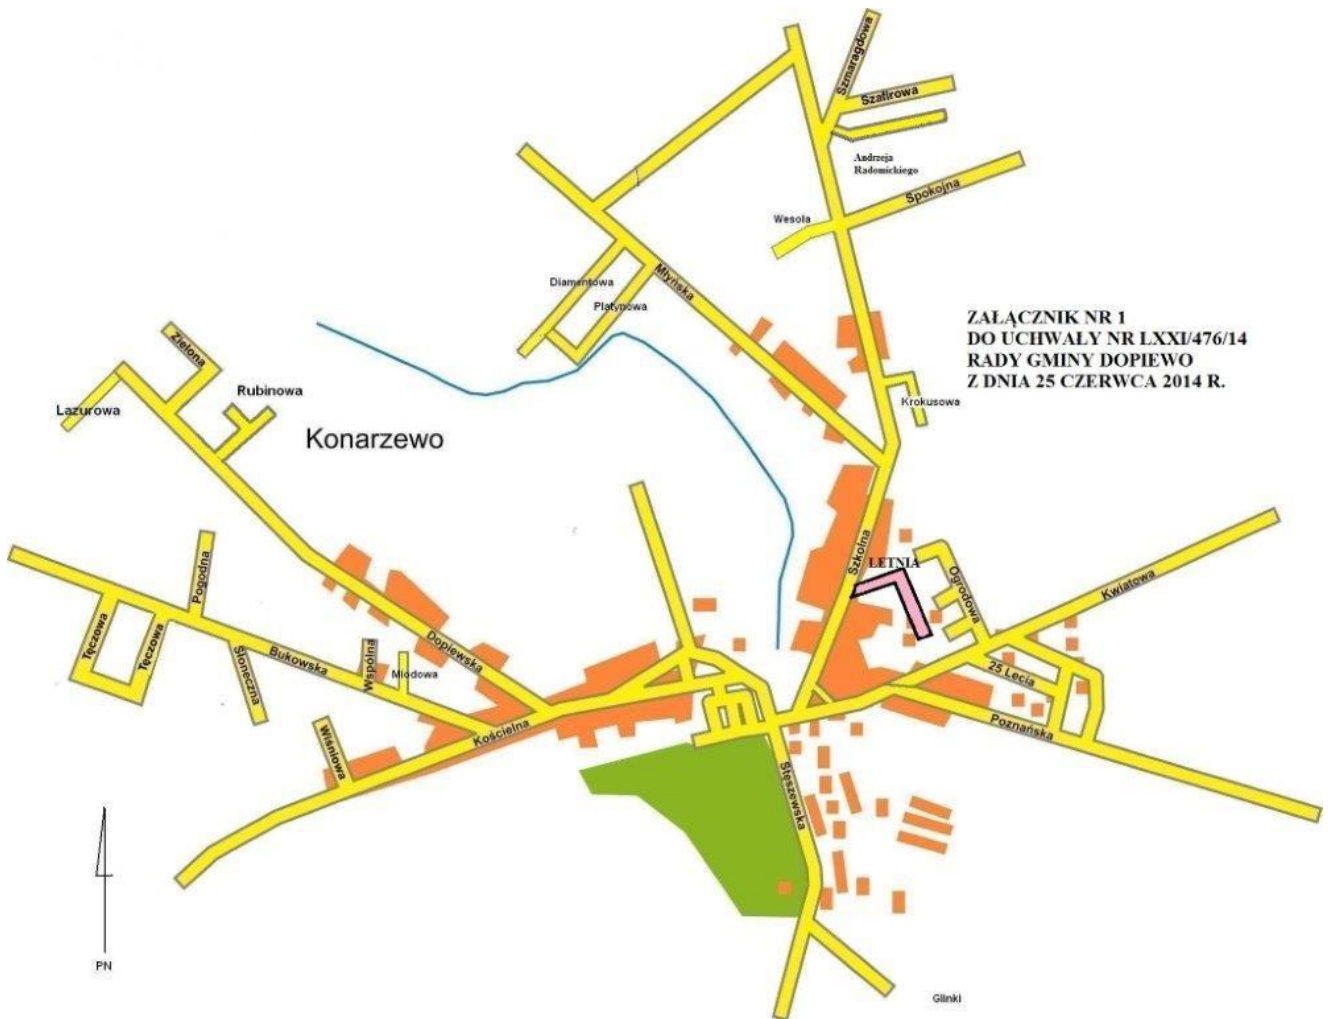 Szmaragdowa
Szafirowa
Andrzeja
Radomickiego
Spokojna
Wesoła
Młyńska
Diamentowa
Platynowa
ZAŁĄCZNIK NR 1
DO UCHWAŁY NR LXXI/476/14
RADY GMINY DOPIEWO
Z DNIA 25 CZERWCA 2014 R.
Zielona
Rubinowa
Lazurowa
Krokusowa
Konarzewo
Szkolna
LETNIA
Ogrodowa
Kwiatowa
Pogodna
Tęczowa
Tęczowa
Słoneczna
Bukowska
Wspólna
Miodowa
Dopiewska
25 Lecia
Poznańska
Wiśniowa
Kościelna
Stęszewska
PN
Glinki